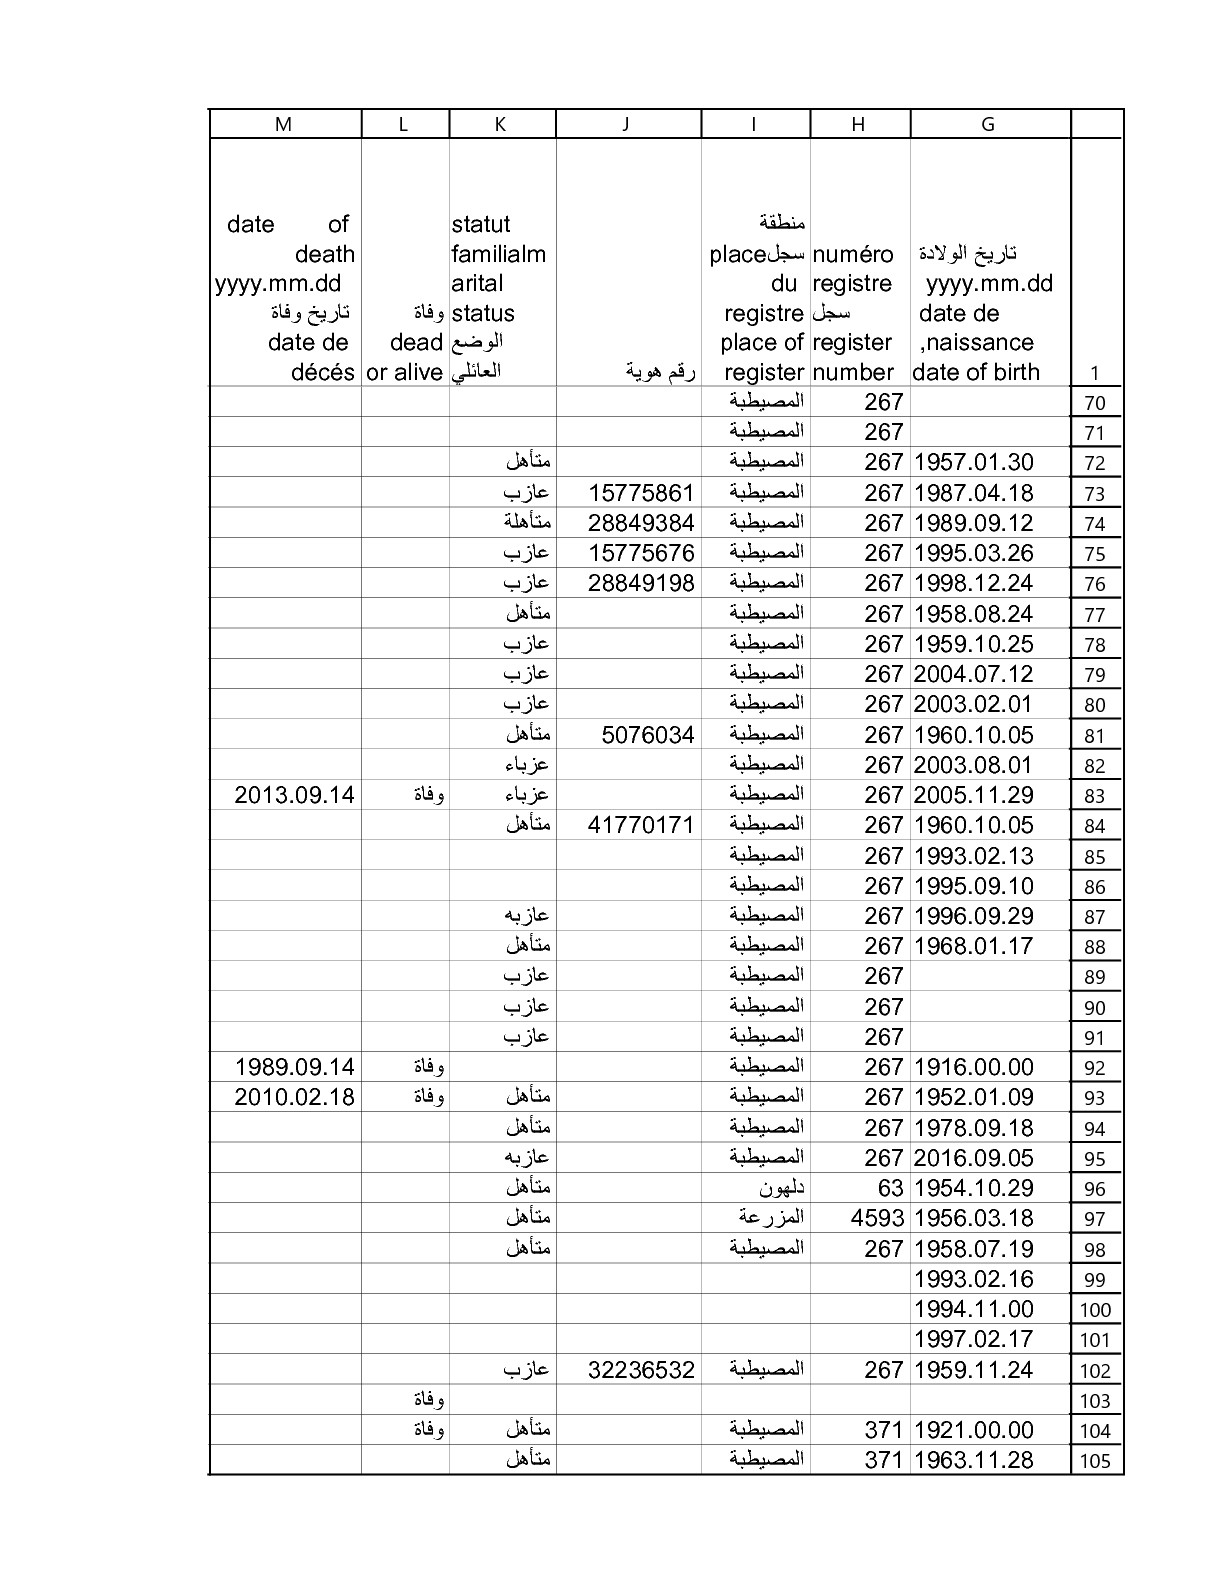 M L K J I H G
date of death yyyy.mm.dd تاريخ وفاة date de décés | وفاة dead or alive | statut familialm arital status الوضع العائلي | رقم هوية | منطقة سجلplace du registre place of register | numéro registre سجل register number | تاريخ الولادة yyyy.mm.dd date de naissance, date of birth | 1
المصيطبة 267 70
المصيطبة 267 71
متأهل المصيطبة 267 1957.01.30 72
عازب 15775861 المصيطبة 267 1987.04.18 73
متأهلة 28849384 المصيطبة 267 1989.09.12 74
عازب 15775676 المصيطبة 267 1995.03.26 75
عازب 28849198 المصيطبة 267 1998.12.24 76
متأهل المصيطبة 267 1958.08.24 77
عازب المصيطبة 267 1959.10.25 78
عازب المصيطبة 267 2004.07.12 79
عازب المصيطبة 267 2003.02.01 80
متأهل 5076034 المصيطبة 267 1960.10.05 81
عزباء المصيطبة 267 2003.08.01 82
2013.09.14 وفاة عزباء المصيطبة 267 2005.11.29 83
متأهل 41770171 المصيطبة 267 1960.10.05 84
المصيطبة 267 1993.02.13 85
المصيطبة 267 1995.09.10 86
عازبه المصيطبة 267 1996.09.29 87
متأهل المصيطبة 267 1968.01.17 88
عازب المصيطبة 267 89
عازب المصيطبة 267 90
عازب المصيطبة 267 91
1989.09.14 وفاة المصيطبة 267 1916.00.00 92
2010.02.18 وفاة متأهل المصيطبة 267 1952.01.09 93
متأهل المصيطبة 267 1978.09.18 94
عازبه المصيطبة 267 2016.09.05 95
متأهل دلهون 63 1954.10.29 96
متأهل المزرعة 4593 1956.03.18 97
متأهل المصيطبة 267 1958.07.19 98
1993.02.16 99
1994.11.00 100
1997.02.17 101
عازب 32236532 المصيطبة 267 1959.11.24 102
وفاة 103
وفاة متأهل المصيطبة 371 1921.00.00 104
متأهل المصيطبة 371 1963.11.28 105